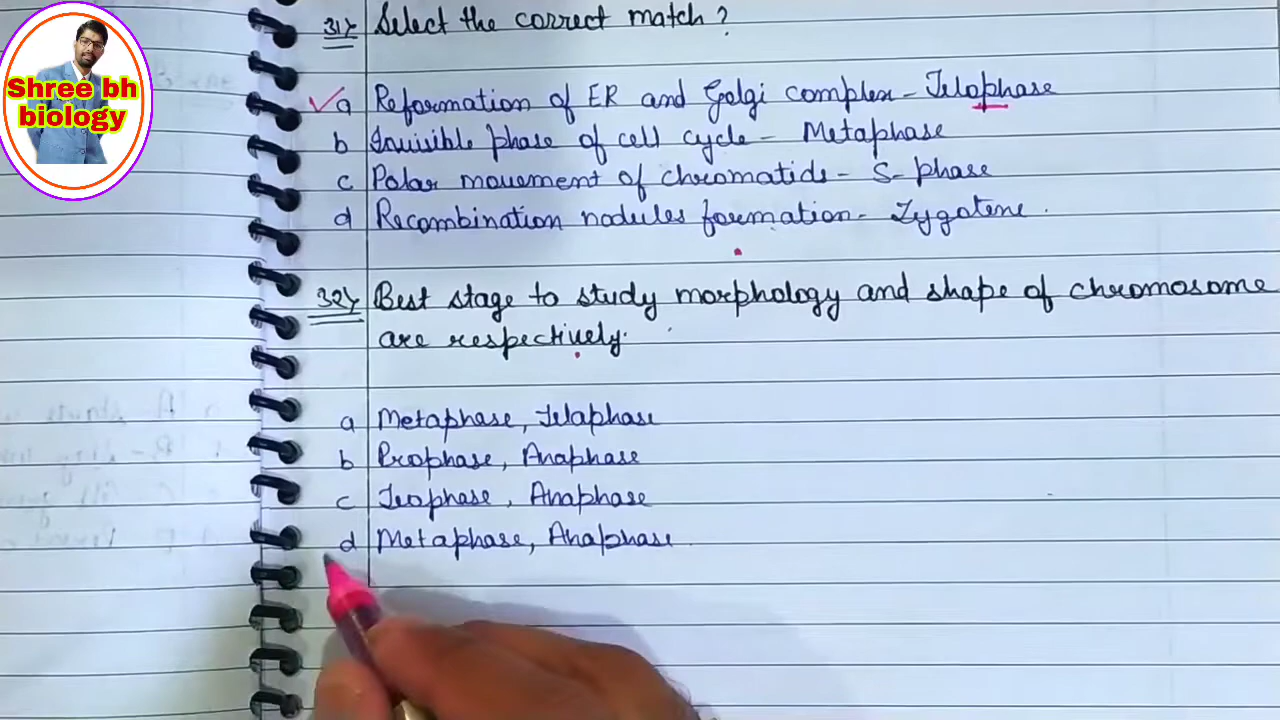 Shree bh
biology
31) Select the correct match?
a Reformation of ER and Golgi complex - Telophase
b Invisible phase of cell cycle - Metaphase
c Polar movement of chromatids - S-phase
d Recombination nodules formation - Zygotene.
32) Best stage to study morphology and shape of chromosome
are respectively.
a Metaphase, Telaphase
b Prophase, Anaphase
c Anaphase
d Metaphase, Anaphase